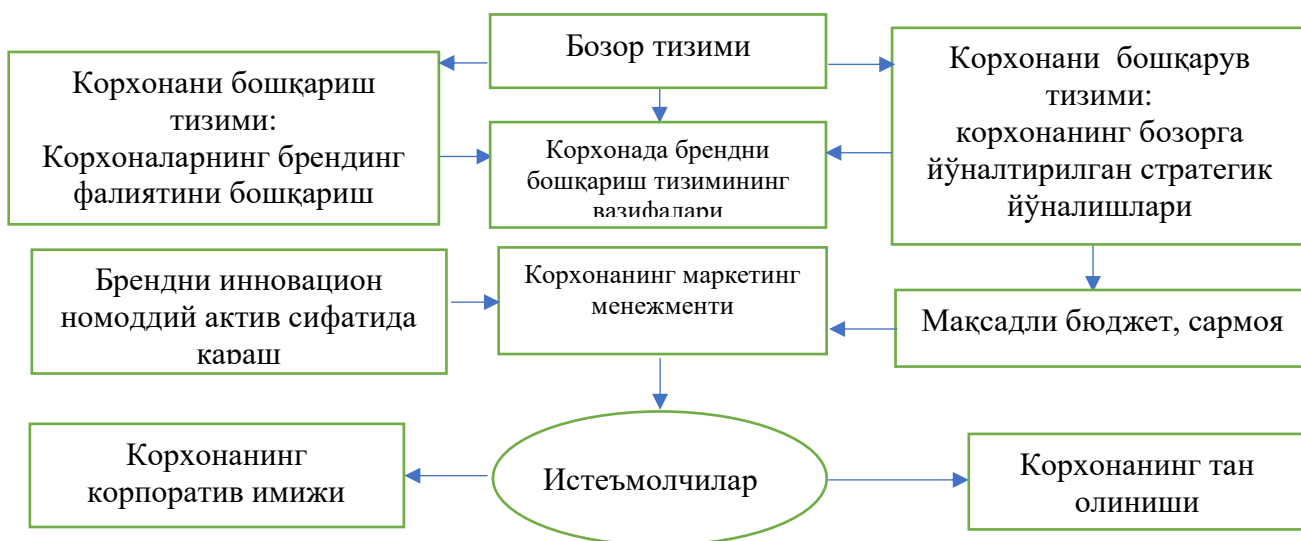 Бозор тизими
Корхонани бошқариш
тизими:
Корхоналарнинг брендинг
фалиятини бошқариш
Корхонада брендни
бошқариш тизимининг
вазифалари
Корхонани бошқарув
тизими:
корхонанинг бозорга
йўналтирилган стратегик
йўналишлари
Брендни инновацион
номоддий актив сифатида
қараш
Корхонанинг маркетинг
менежменти
Мақсадли бюджет, сармоя
Корхонанинг
корпоратив имижи
Истеъмолчилар
Корхонанинг тан
олиниши